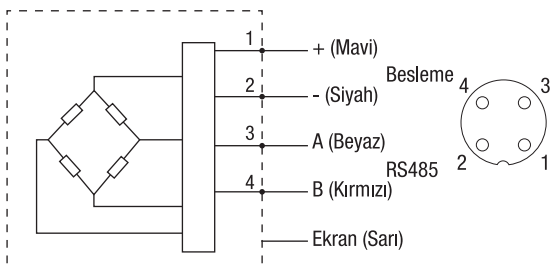 1 + (Mavi)
Besleme
2 - (Siyah)
3 A (Beyaz)
RS485
4 B (Kırmızı)
Ekran (Sarı)
4 3
2 1